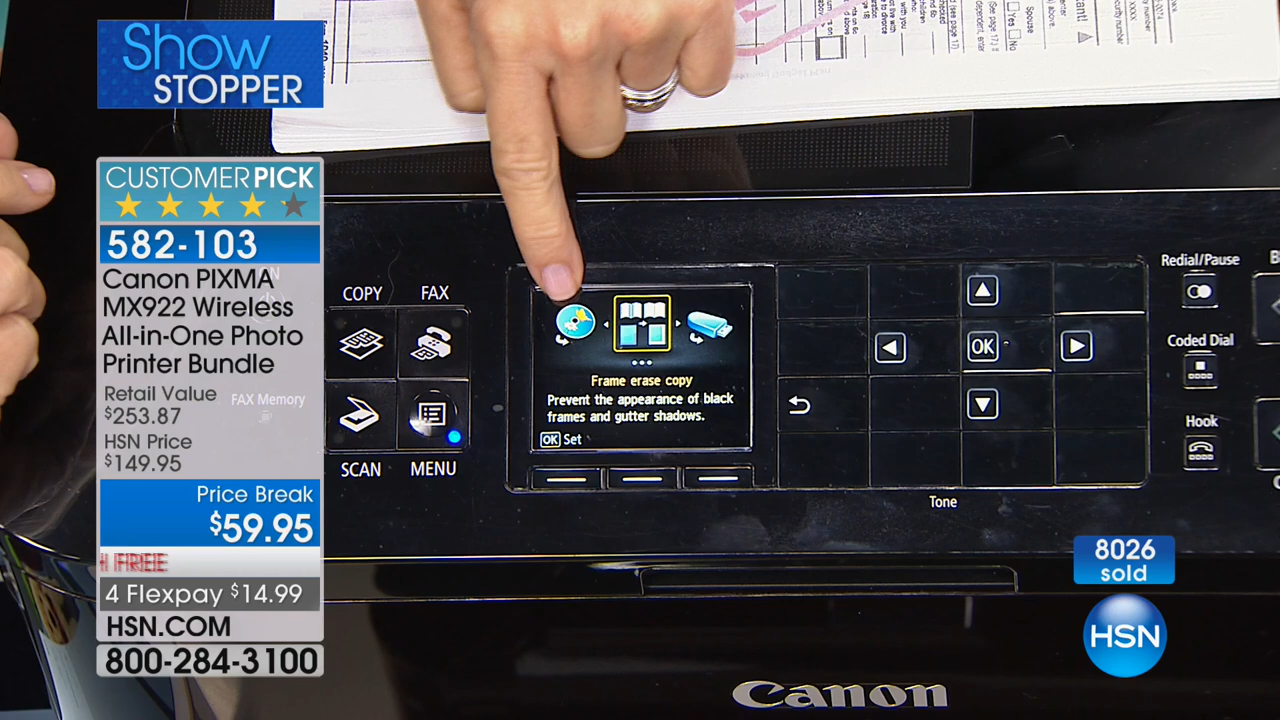 Show
STOPPER
CUSTOMER PICK
582-103
Canon PIXMA
MX922 Wireless
All-in-One Photo
Printer Bundle
Retail Value
$253.87
HSN Price
$149.95
Price Break
$59.95
H FREE
4 Flexpay $14.99
HSN.COM
800-284-3100
FAX Memory
COPY
FAX
SCAN
MENU
Frame erase copy
Prevent the appearance of black
frames and gutter shadows.
OK Set
OK
Tone
Redial/Pause
Coded Dial
Hook
8026
sold
HSN
Canon